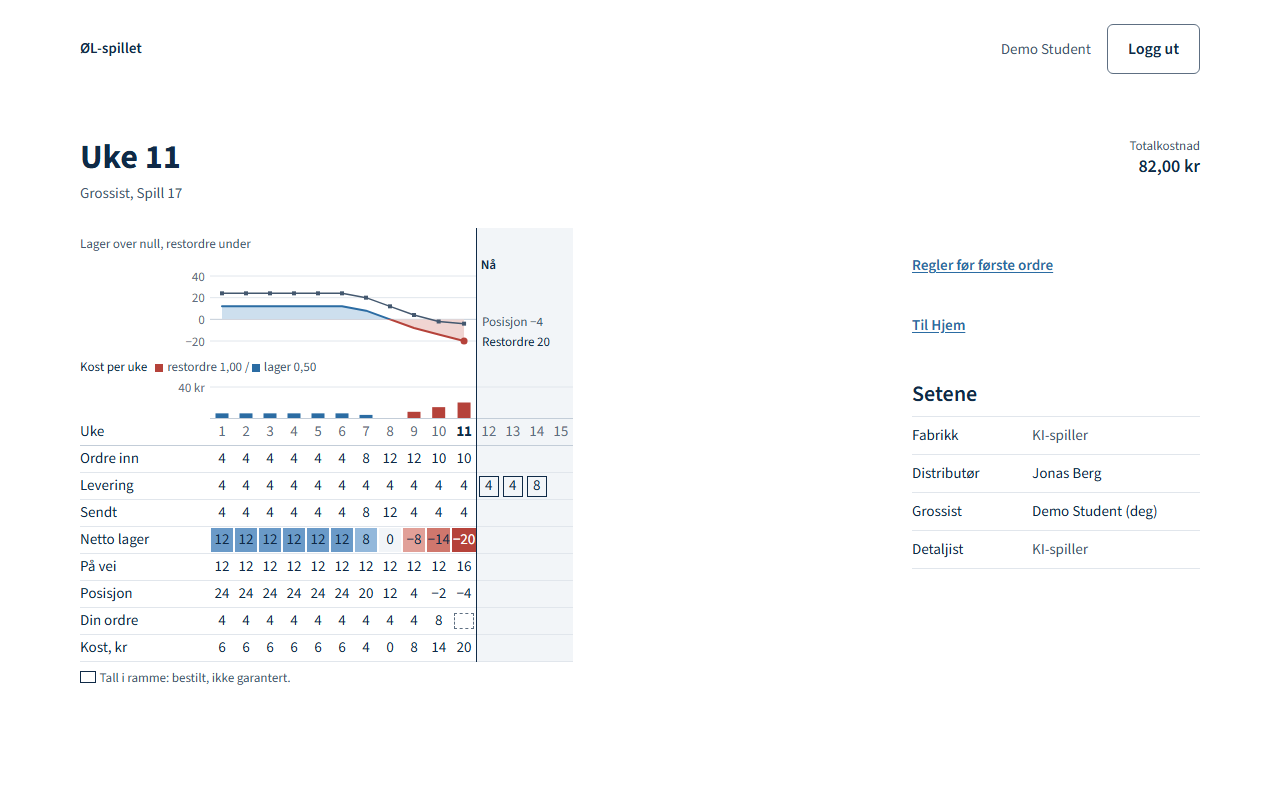 ØL-spillet
Demo Student
Logg ut
Uke 11
Grossist, Spill 17
Totalkostnad
82,00 kr
Lager over null, restordre under
Nå
40
20
0
−20
Posisjon −4
Restordre 20
Kost per uke restordre 1,00 / lager 0,50
40 kr
Uke 1 2 3 4 5 6 7 8 9 10 11 12 13 14 15
Ordre inn 4 4 4 4 4 4 8 12 12 10 10
Levering 4 4 4 4 4 4 4 4 4 4 4 4 4 8
Sendt 4 4 4 4 4 4 8 12 4 4 4
Netto lager 12 12 12 12 12 12 8 0 −8 −14 −20
På vei 12 12 12 12 12 12 12 12 12 12 16
Posisjon 24 24 24 24 24 24 20 12 4 −2 −4
Din ordre 4 4 4 4 4 4 4 4 4 8
Kost, kr 6 6 6 6 6 6 4 0 8 14 20
Tall i ramme: bestilt, ikke garantert.
Regler før første ordre
Til Hjem
Setene
Fabrikk KI-spiller
Distributør Jonas Berg
Grossist Demo Student (deg)
Detaljist KI-spiller